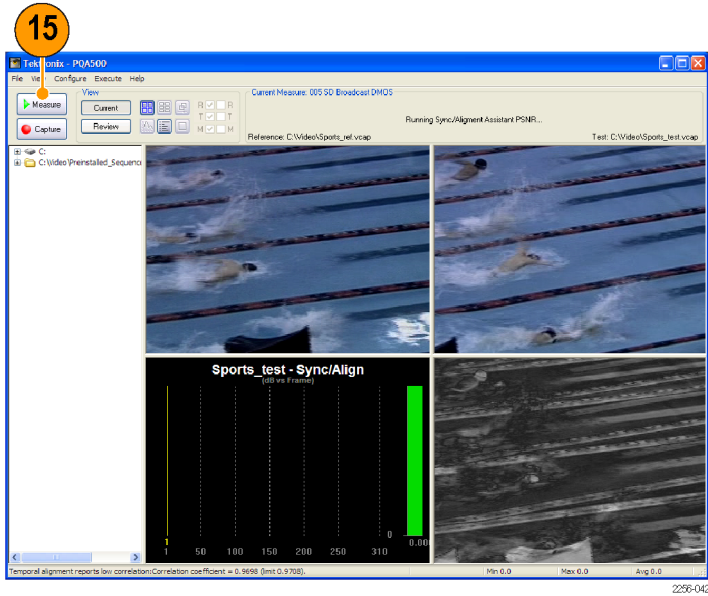 15
Tektronix - PQA500
File View Configure Execute Help
Measure
Capture
View
Current
Review
R R
T T
M M
Current Measure: 005 SD Broadcast DMOS
Running Sync/Aligment Assistant PSNR...
Reference: C:\Video\Sports_ref.vcap
Test: C:\Video\Sports_test.vcap
C:
C:\Video\Preinstalled_Sequenc
Sports_test - Sync/Align
(dB vs Frame)
0
0.00
1
1 50 100 150 200 250 310
Temporal alignment reports low correlation:Correlation coefficient = 0.9698 (limit 0.9708).
Min 0.0
Max 0.0
Avg 0.0
2256-042